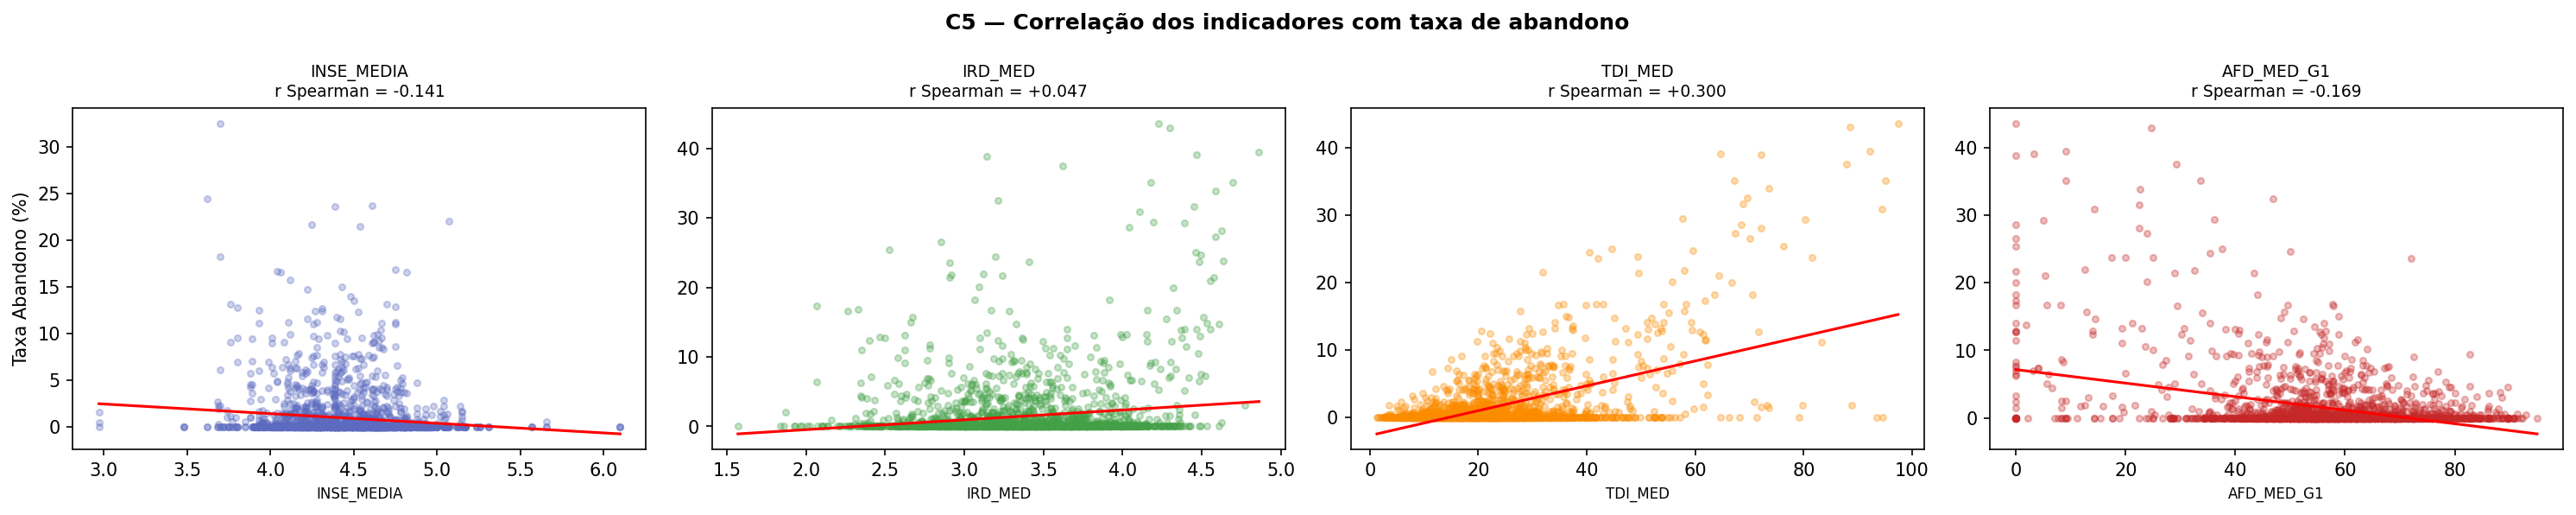 C5 — Correlação dos indicadores com taxa de abandono
INSE_MEDIA
r Spearman = -0.141
Taxa Abandono (%)
30
25
20
15
10
5
0
3.0 3.5 4.0 4.5 5.0 5.5 6.0
INSE_MEDIA
IRD_MED
r Spearman = +0.047
40
30
20
10
0
1.5 2.0 2.5 3.0 3.5 4.0 4.5 5.0
IRD_MED
TDI_MED
r Spearman = +0.300
40
30
20
10
0
0 20 40 60 80 100
TDI_MED
AFD_MED_G1
r Spearman = -0.169
40
30
20
10
0
0 20 40 60 80
AFD_MED_G1